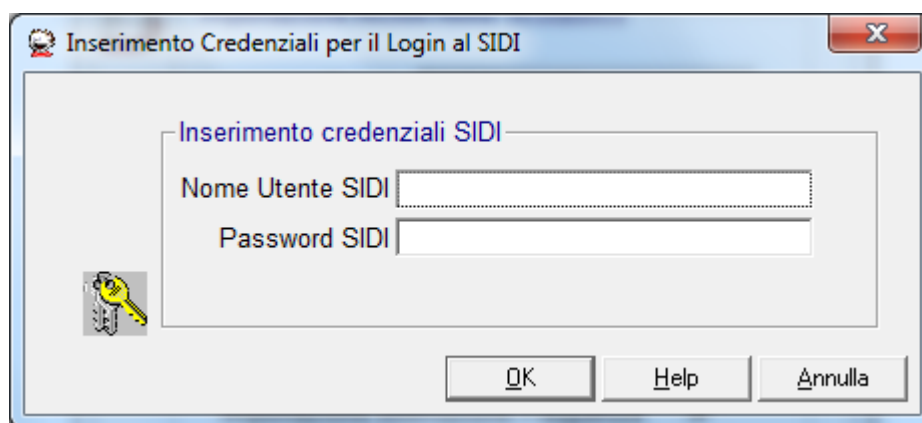 Inserimento Credenziali per il Login al SIDI
Inserimento credenziali SIDI
Nome Utente SIDI
Password SIDI
OK Help Annulla